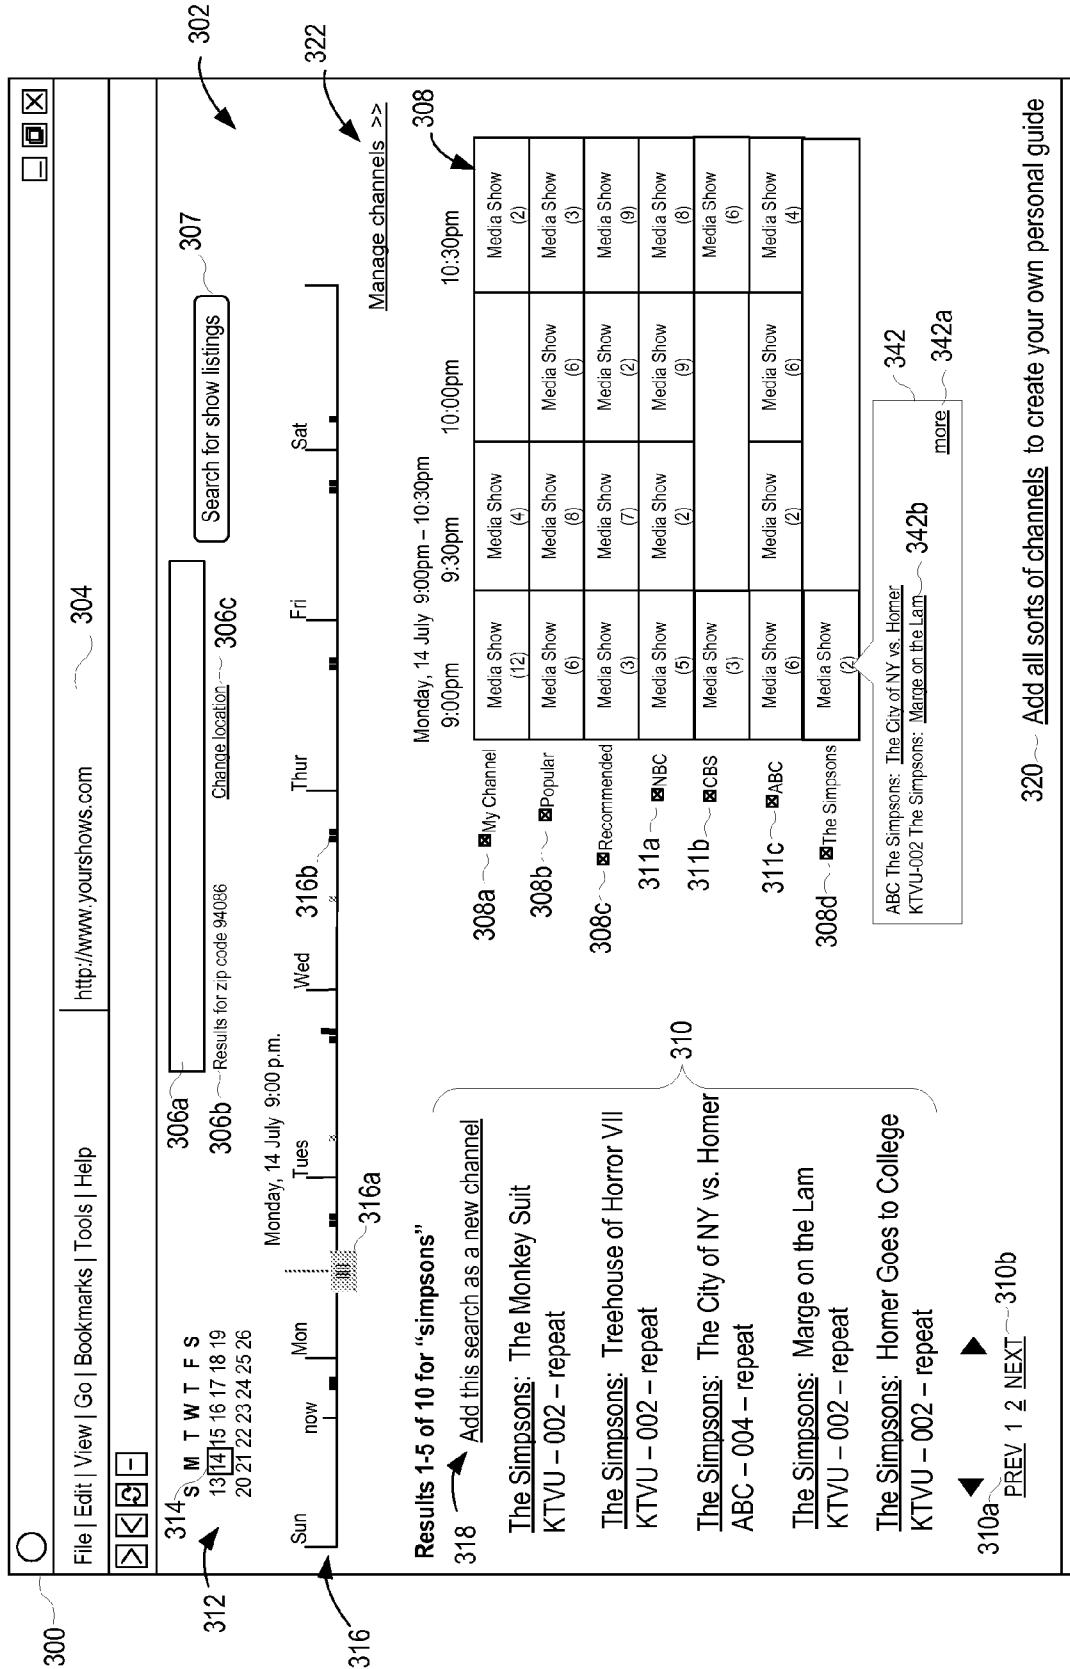 300
302
File | Edit | View | Go | Bookmarks | Tools | Help
http://www.yourshows.com
304
314
S M T W T F S
13 14 15 16 17 18 19
20 21 22 23 24 25 26
312
306a
Search for show listings
307
306b
Results for zip code 94086
Change location
306c
Monday, 14 July 9:00 p.m.
Sun
now
Mon
Tues
Wed
Thur
Fri
Sat
316
316a
316b
322
Manage channels >>
Results 1-5 of 10 for “simpsons”
318
Add this search as a new channel
The Simpsons: The Monkey Suit
KTVU – 002 – repeat
The Simpsons: Treehouse of Horror VII
KTVU – 002 – repeat
The Simpsons: The City of NY vs. Homer
ABC – 004 – repeat
The Simpsons: Marge on the Lam
KTVU – 002 – repeat
The Simpsons: Homer Goes to College
KTVU – 002 – repeat
310
310a
PREV 1 2 NEXT
310b
Monday, 14 July 9:00pm – 10:30pm
9:00pm
9:30pm
10:00pm
10:30pm
308
308a
My Channel
Media Show (12)
Media Show (4)
Media Show (2)
308b
Popular
Media Show (6)
Media Show (8)
Media Show (6)
Media Show (3)
308c
Recommended
Media Show (3)
Media Show (7)
Media Show (2)
Media Show (9)
311a
NBC
Media Show (5)
Media Show (2)
Media Show (9)
Media Show (8)
311b
CBS
Media Show (3)
Media Show (6)
311c
ABC
Media Show (6)
Media Show (2)
Media Show (6)
Media Show (4)
308d
The Simpsons
Media Show (2)
ABC The Simpsons: The City of NY vs. Homer
KTVU-002 The Simpsons: Marge on the Lam
342b
more
342
342a
320
Add all sorts of channels to create your own personal guide